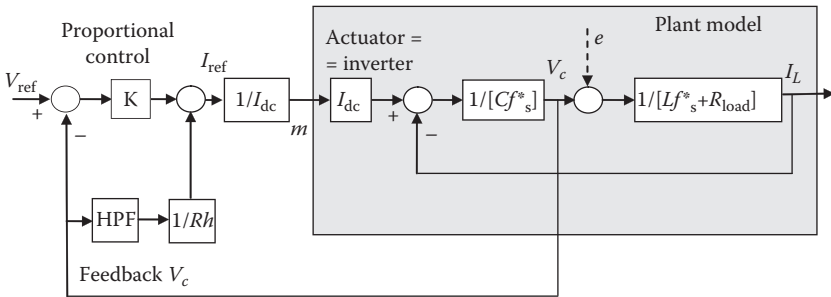 Plant model
Proportional
control
Actuator =
= inverter
e
V_ref
I_ref
V_c
I_L
K
1/I_dc
I_dc
1/[Cf*_s]
1/[Lf*_s+R_load]
+
−
m
+
−
HPF
1/Rh
Feedback V_c